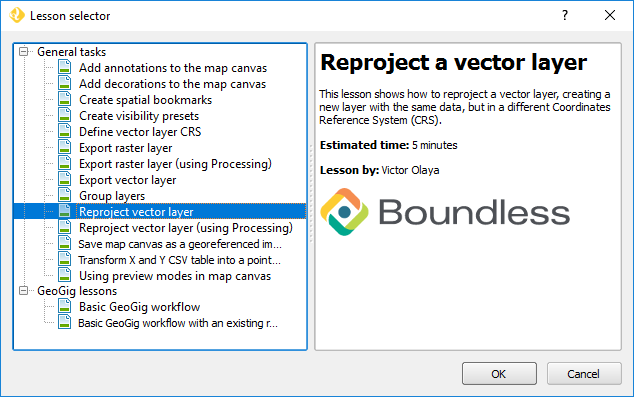 Lesson selector
General tasks
Add annotations to the map canvas
Add decorations to the map canvas
Create spatial bookmarks
Create visibility presets
Define vector layer CRS
Export raster layer
Export raster layer (using Processing)
Export vector layer
Group layers
Reproject vector layer
Reproject vector layer (using Processing)
Save map canvas as a georeferenced im...
Transform X and Y CSV table into a point...
Using preview modes in map canvas
GeoGig lessons
Basic GeoGig workflow
Basic GeoGig workflow with an existing r...
Reproject a vector layer
This lesson shows how to reproject a vector layer, creating a
new layer with the same data, but in a different Coordinates
Reference System (CRS).
Estimated time: 5 minutes
Lesson by: Victor Olaya
Boundless
OK
Cancel